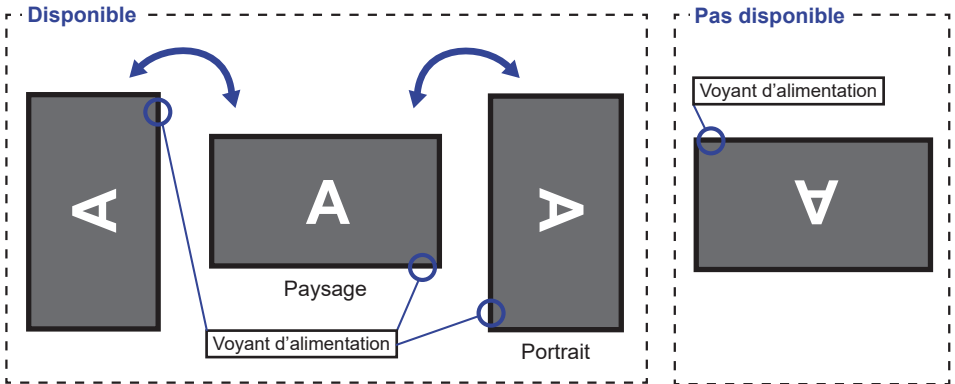 Disponible
Pas disponible
Voyant d’alimentation
A
A
A
A
Paysage
Voyant d’alimentation
Portrait